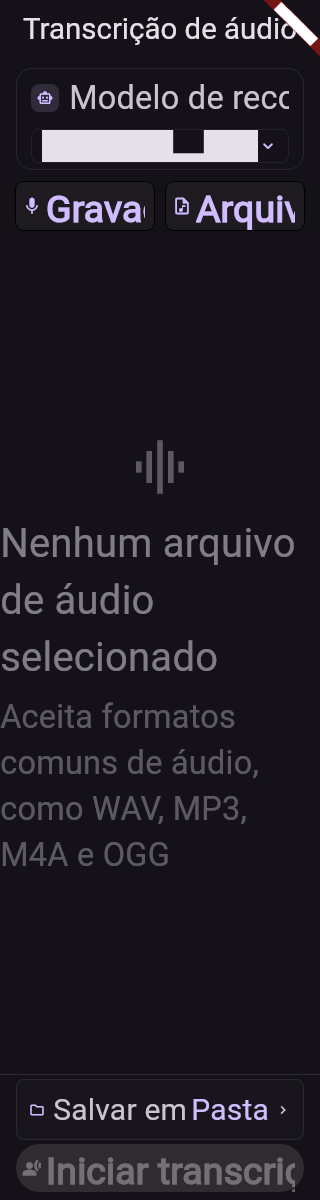 Transcrição de áudio
Modelo de reco
Grava
Arquiv
Nenhum arquivo
de áudio
selecionado
Aceita formatos
comuns de áudio,
como WAV, MP3,
M4A e OGG
Salvar em Pasta
Iniciar transcriç